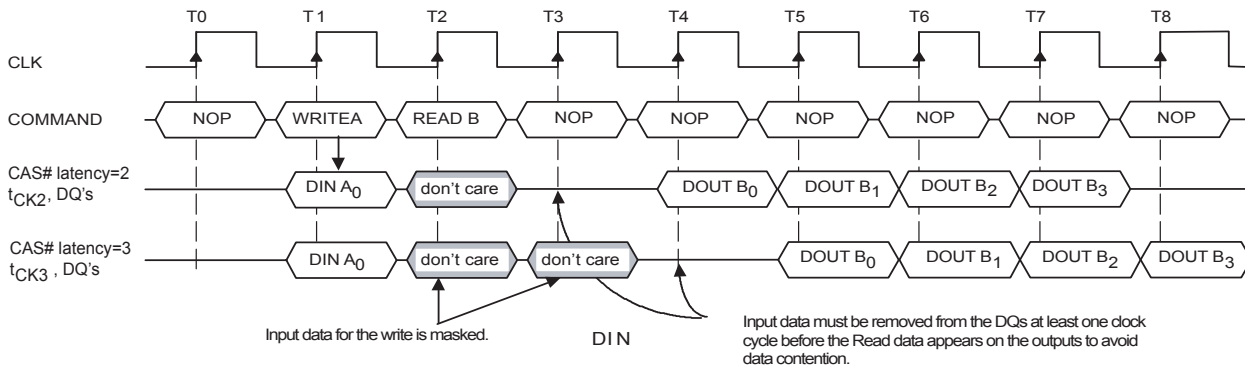 T0 T1 T2 T3 T4 T5 T6 T7 T8
CLK
COMMAND NOP WRITEA READ B NOP NOP NOP NOP NOP NOP
CAS# latency=2
tCK2, DQ's DIN A0 don't care DOUT B0 DOUT B1 DOUT B2 DOUT B3
CAS# latency=3
tCK3 , DQ's DIN A0 don't care don't care DOUT B0 DOUT B1 DOUT B2 DOUT B3
Input data for the write is masked.
DIN
Input data must be removed from the DQs at least one clock
cycle before the Read data appears on the outputs to avoid
data contention.